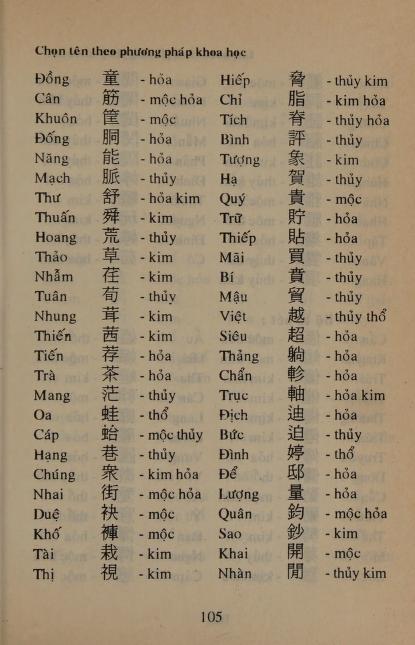 Chọn tên theo phương pháp khoa học
Đồng 童 - hỏa
Cân 筋 - mộc hỏa
Khuôn 筐 - mộc
Đống 胴 - hỏa
Năng 能 - hỏa
Mạch 脈 - thủy
Thư 舒 - hỏa kim
Thuấn 舜 - kim
Hoang 荒 - thủy
Thảo 草 - kim
Nhẫm 荏 - kim
Tuân 荀 - thủy
Nhung 茸 - kim
Thiến 茜 - kim
Tiến 荐 - hỏa
Trà 茶 - hỏa
Mang 茫 - thủy
Oa 蛙 - thổ
Cáp 蛤 - mộc thủy
Hạng 巷 - thủy
Chúng 衆 - kim hỏa
Nhai 街 - mộc hỏa
Duệ 袂 - mộc
Khố 褲 - mộc
Tài 栽 - kim
Thị 視 - kim
Hiếp 脅 - thủy kim
Chỉ 脂 - kim hỏa
Tích 脊 - thủy hỏa
Bình 評 - thủy
Tượng 象 - kim
Hạ 賀 - thủy
Quý 貴 - mộc
Trữ 貯 - hỏa
Thiếp 貼 - hỏa
Mãi 買 - thủy
Bí 賁 - thủy
Mậu 貿 - thủy
Việt 越 - thủy thổ
Siêu 超 - hỏa
Thảng 躺 - hỏa
Chẩn 軫 - hỏa
Trục 軸 - hỏa kim
Địch 迪 - hỏa
Bức 迫 - thủy
Đình 婷 - thổ
Để 邸 - hỏa
Lượng 量 - hỏa
Quân 鈞 - mộc hỏa
Sao 鈔 - kim
Khai 開 - mộc
Nhàn 閒 - thủy kim
105